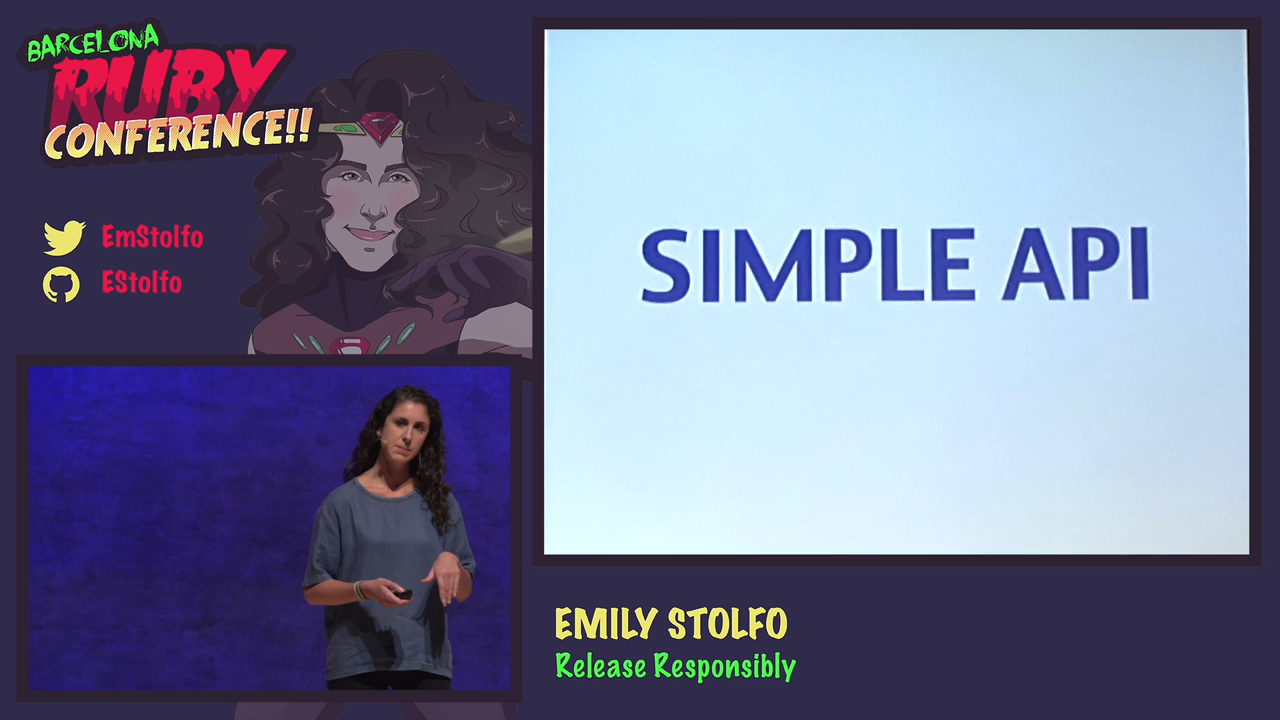 BARCELONA
RUBY
CONFERENCE!!
EmStolfo
EStolfo
SIMPLE API
EMILY STOLFO
Release Responsibly